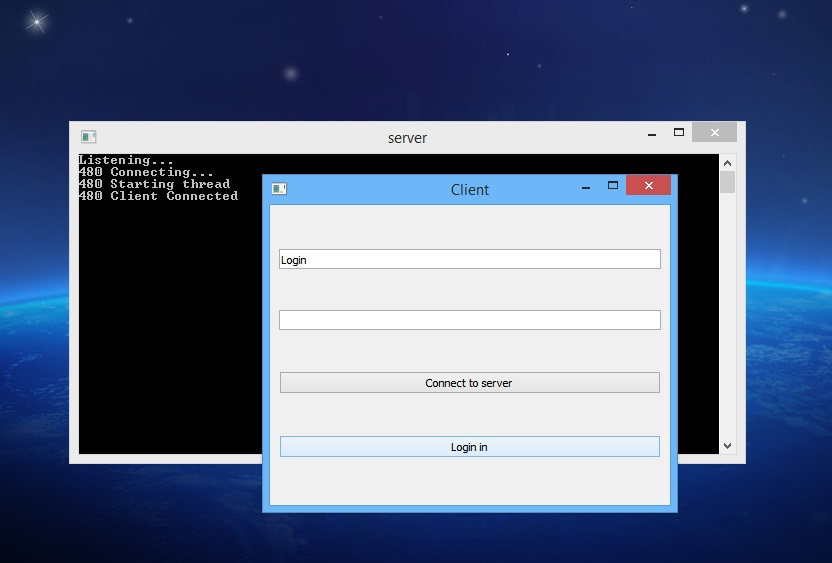 server
Listening...
480 Connecting...
480 Starting thread
480 Client Connected
Client
Login
Connect to server
Login in